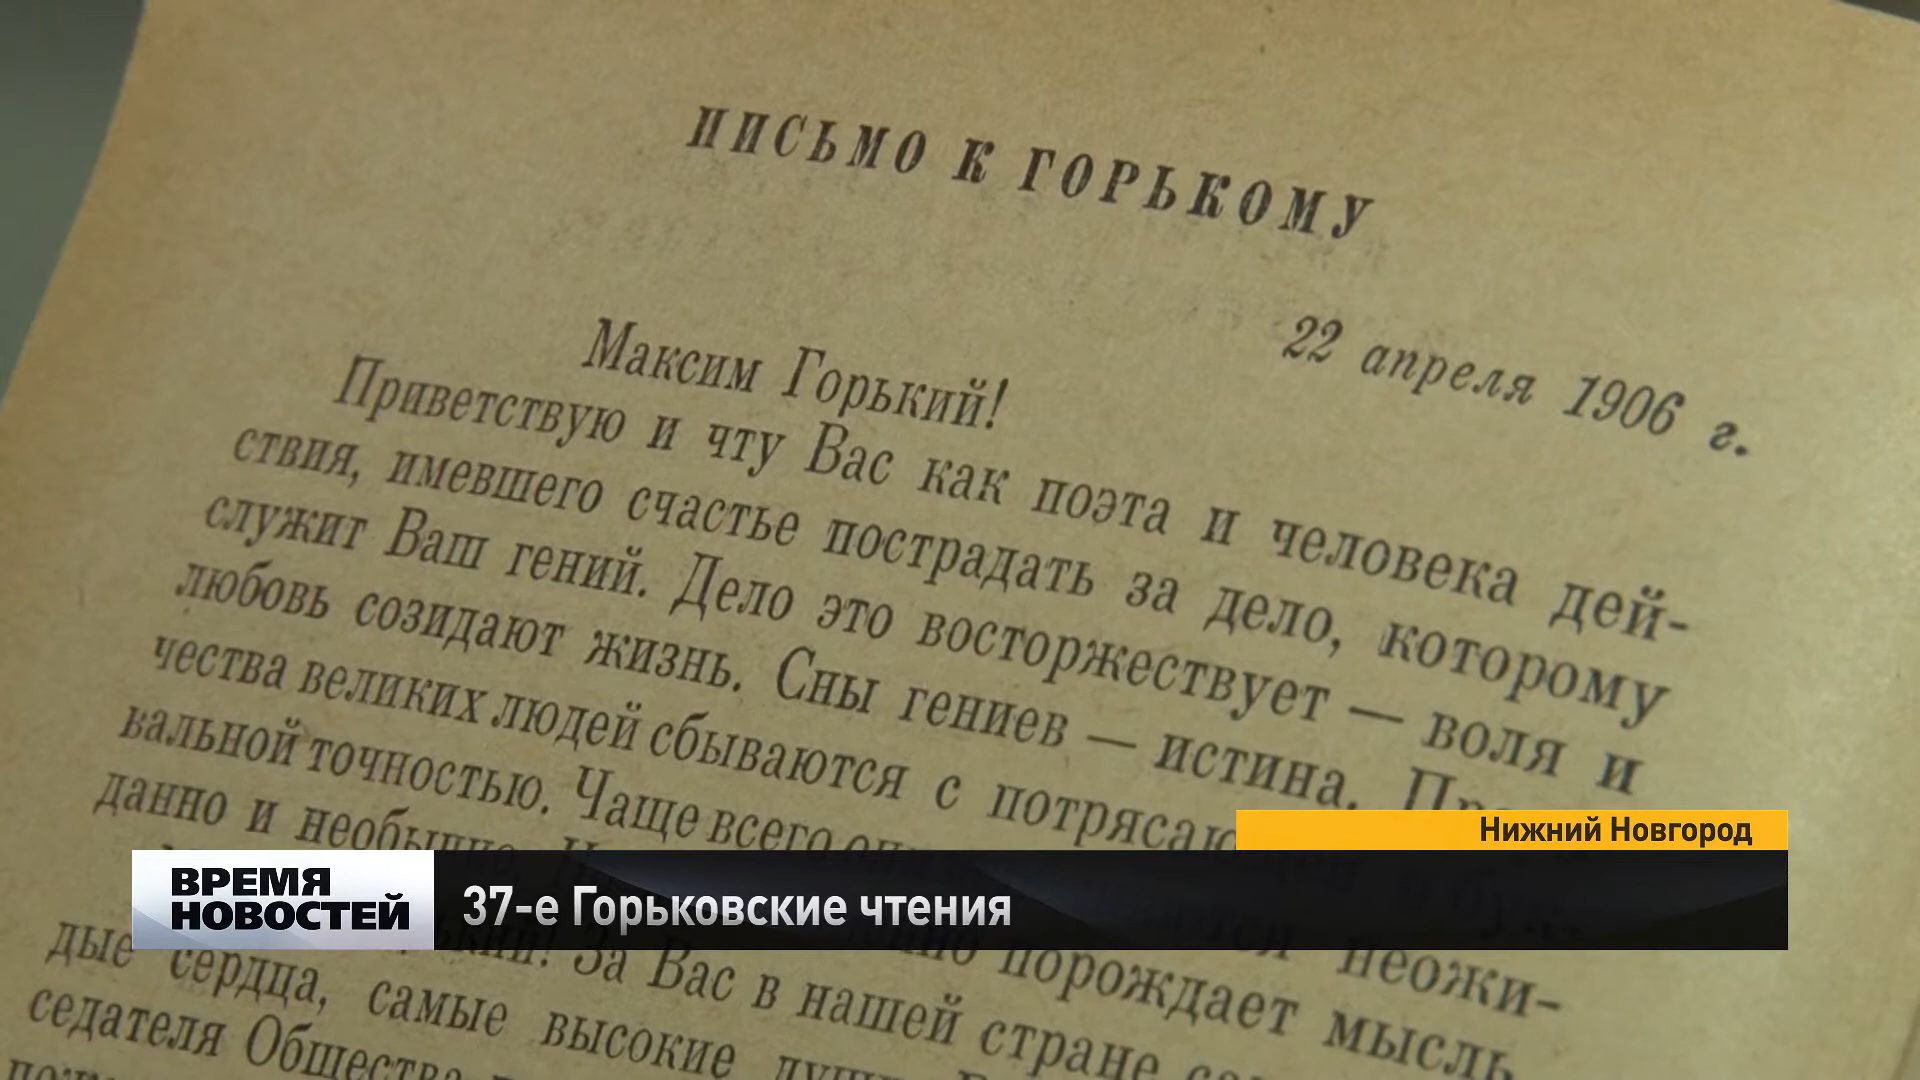 ПИСЬМО К ГОРЬКОМУ
22 апреля 1906 г.
Максим Горький!
Приветствую и чту Вас как поэта и человека дей-
ствия, имевшего счастье пострадать за дело, которому
служит Ваш гений. Дело это восторжествует — воля и
любовь созидают жизнь. Сны гениев — истина.
чества великих людей сбываются с
вальной точностью. Чаще всего неожи-
данно и необычно. порождает мысль
За Вас в нашей стране
дые сердца, самые высокие
седателя Общества
Нижний Новгород
ВРЕМЯ
НОВОСТЕЙ
37-е Горьковские чтения